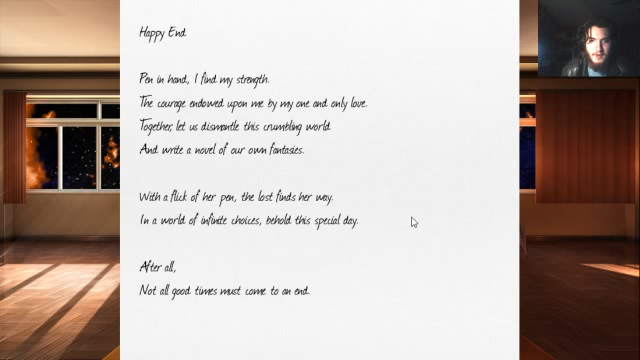 Happy End
Pen in hand, I find my strength.
The courage endowed upon me by my one and only love.
Together, let us dismantle this crumbling world
And write a novel of our own fantasies.
With a flick of her pen, the lost finds her way.
In a world of infinite choices, behold this special day.
After all,
Not all good times must come to an end.